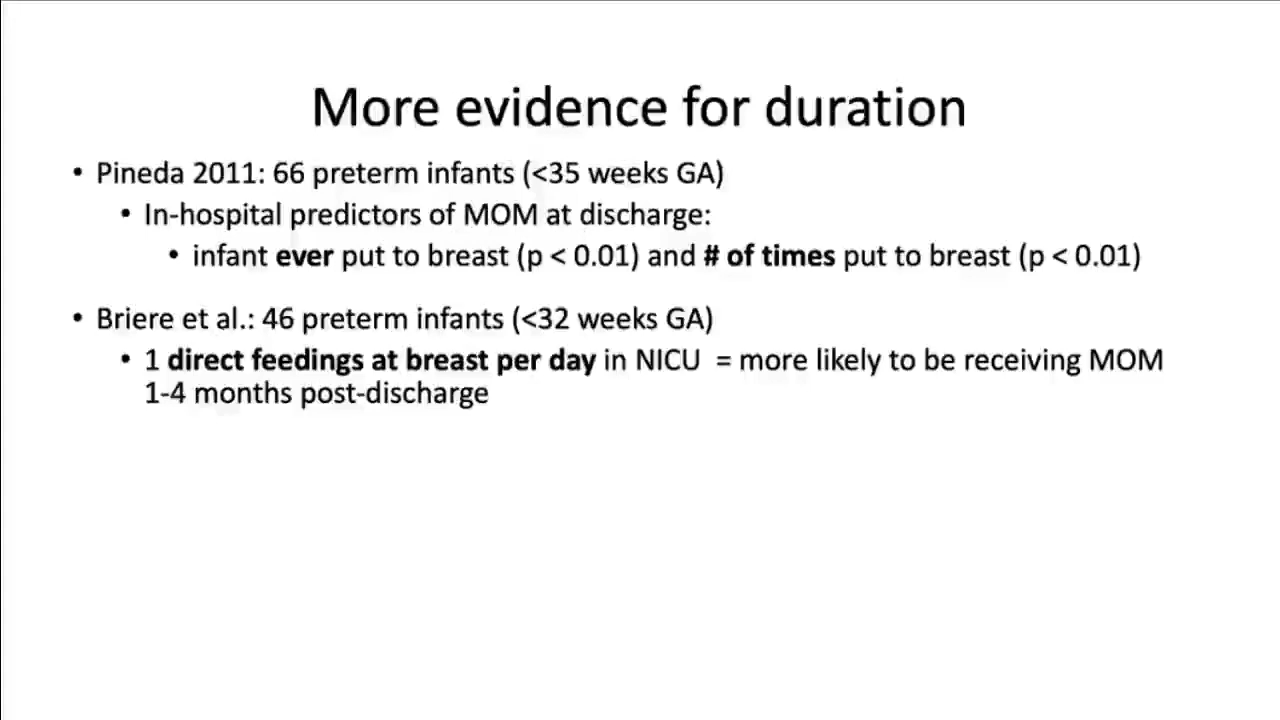 More evidence for duration
• Pineda 2011: 66 preterm infants (<35 weeks GA)
• In-hospital predictors of MOM at discharge:
• infant ever put to breast (p < 0.01) and # of times put to breast (p < 0.01)
• Briere et al.: 46 preterm infants (<32 weeks GA)
• 1 direct feedings at breast per day in NICU = more likely to be receiving MOM
1-4 months post-discharge